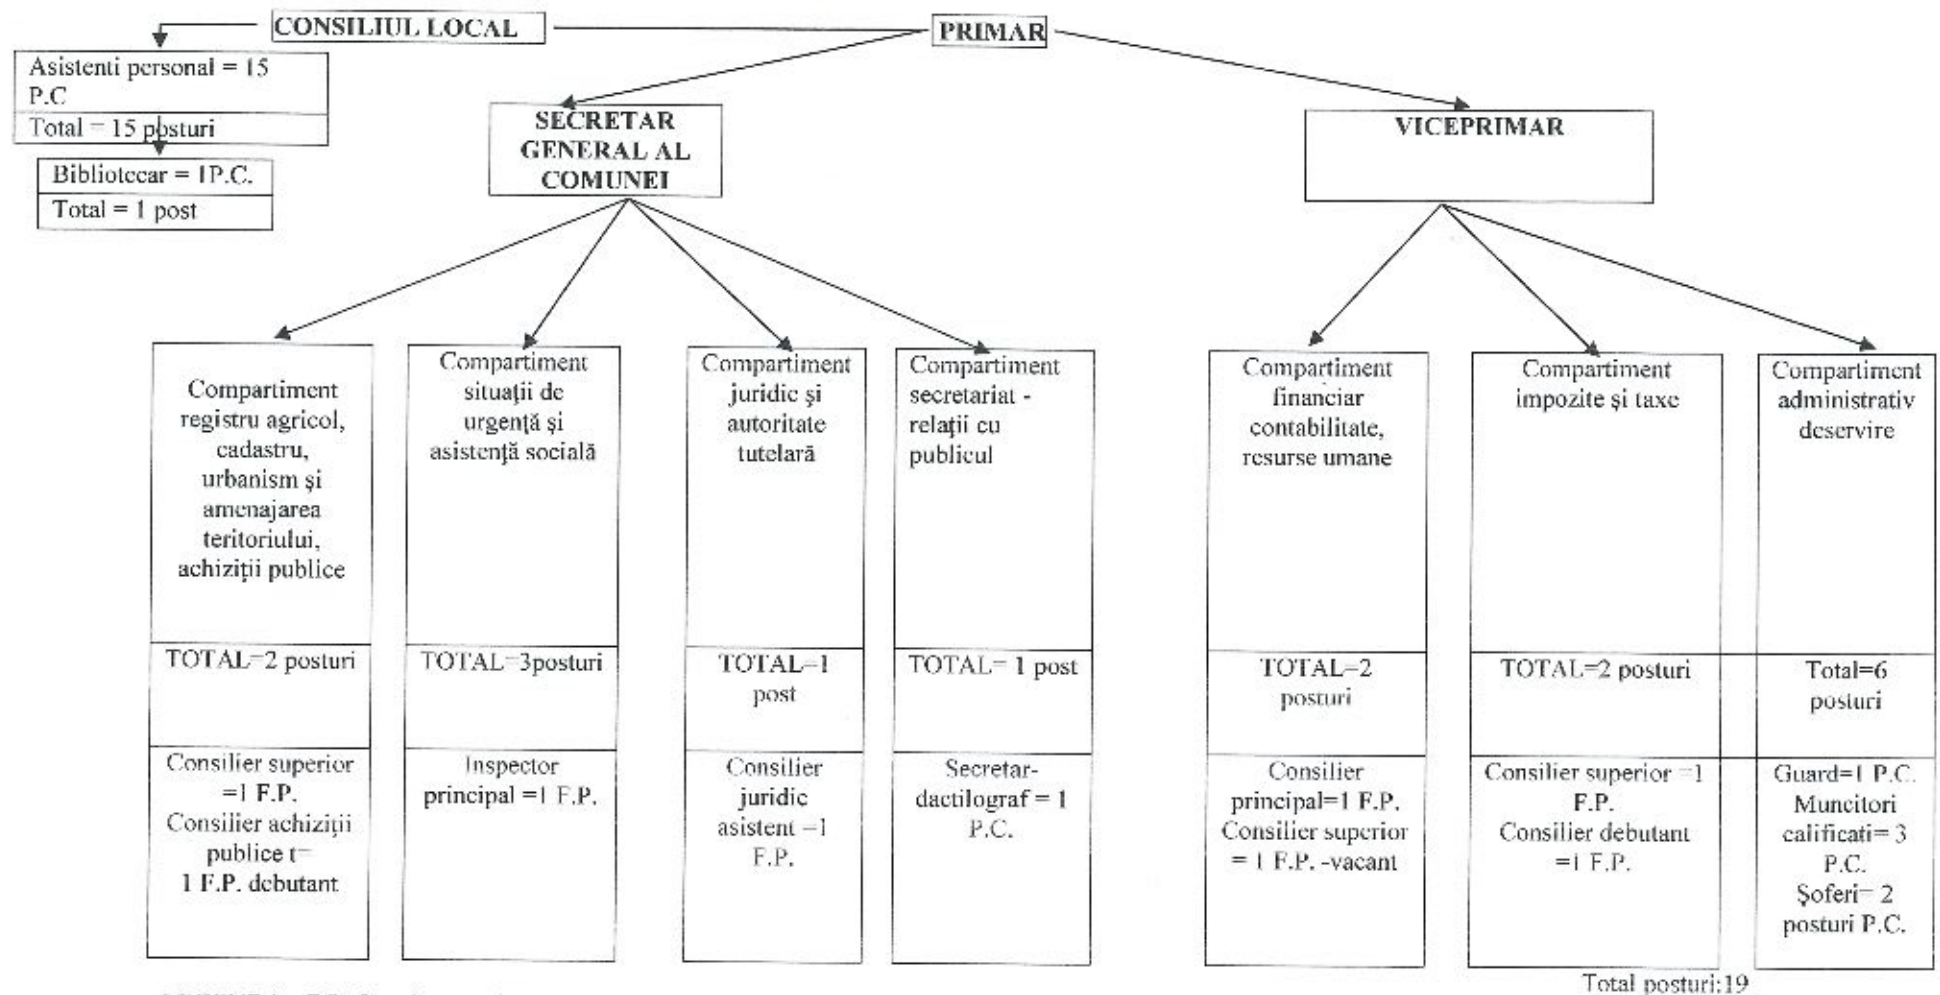 CONSILIUL LOCAL
PRIMAR
Asistenti personal = 15
P.C
Total = 15 posturi
Bibliotecar = 1P.C.
Total = 1 post
SECRETAR
GENERAL AL
COMUNEI
VICEPRIMAR
Compartiment
registru agricol,
cadastru,
urbanism şi
amenajarea
teritoriului,
achiziţii publice
TOTAL=2 posturi
Consilier superior
=1 F.P.
Consilier achiziţii
publice t=
1 F.P. debutant
Compartiment
situaţii de
urgenţă şi
asistenţă socială
TOTAL=3posturi
Inspector
principal =1 F.P.
Compartiment
juridic şi
autoritate
tutelară
TOTAL=1
post
Consilier
juridic
asistent =1
F.P.
Compartiment
secretariat -
relaţii cu
publicul
TOTAL= 1 post
Secretar-
dactilograf = 1
P.C.
Compartiment
financiar
contabilitate,
resurse umane
TOTAL=2
posturi
Consilier
principal=1 F.P.
Consilier superior
= 1 F.P. -vacant
Compartiment
impozite şi taxe
TOTAL=2 posturi
Consilier superior =1
F.P.
Consilier debutant
=1 F.P.
Compartiment
administrativ
deservire
Total=6
posturi
Guard=1 P.C.
Muncitori
calificati= 3
P.C.
Şoferi= 2
posturi P.C.
Total posturi:19